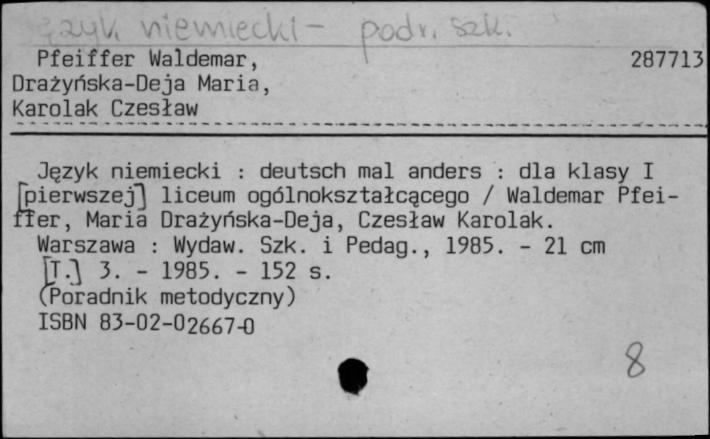 język niemiecki - podr. szk.
Pfeiffer Waldemar, 287713
Drażyńska-Deja Maria,
Karolak Czesław
Język niemiecki : deutsch mal anders : dla klasy I
[pierwszej] liceum ogólnokształcącego / Waldemar Pfei-
ffer, Maria Drażyńska-Deja, Czesław Karolak.
Warszawa : Wydaw. Szk. i Pedag., 1985. - 21 cm
[T.] 3. - 1985. - 152 s.
(Poradnik metodyczny)
ISBN 83-02-02667-0
8